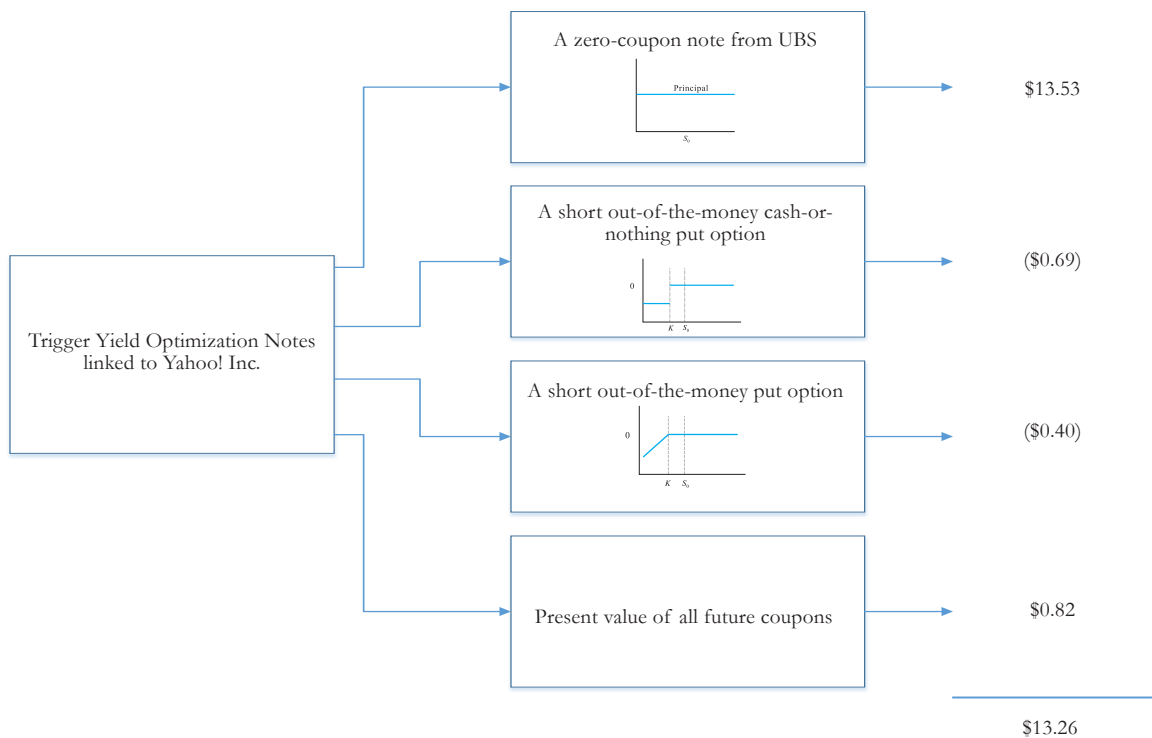 A zero-coupon note from UBS
Principal
S₀
$13.53
A short out-of-the-money cash-or-
nothing put option
0
K
S₀
($0.69)
Trigger Yield Optimization Notes
linked to Yahoo! Inc.
A short out-of-the-money put option
0
K
S₀
($0.40)
Present value of all future coupons
$0.82
$13.26